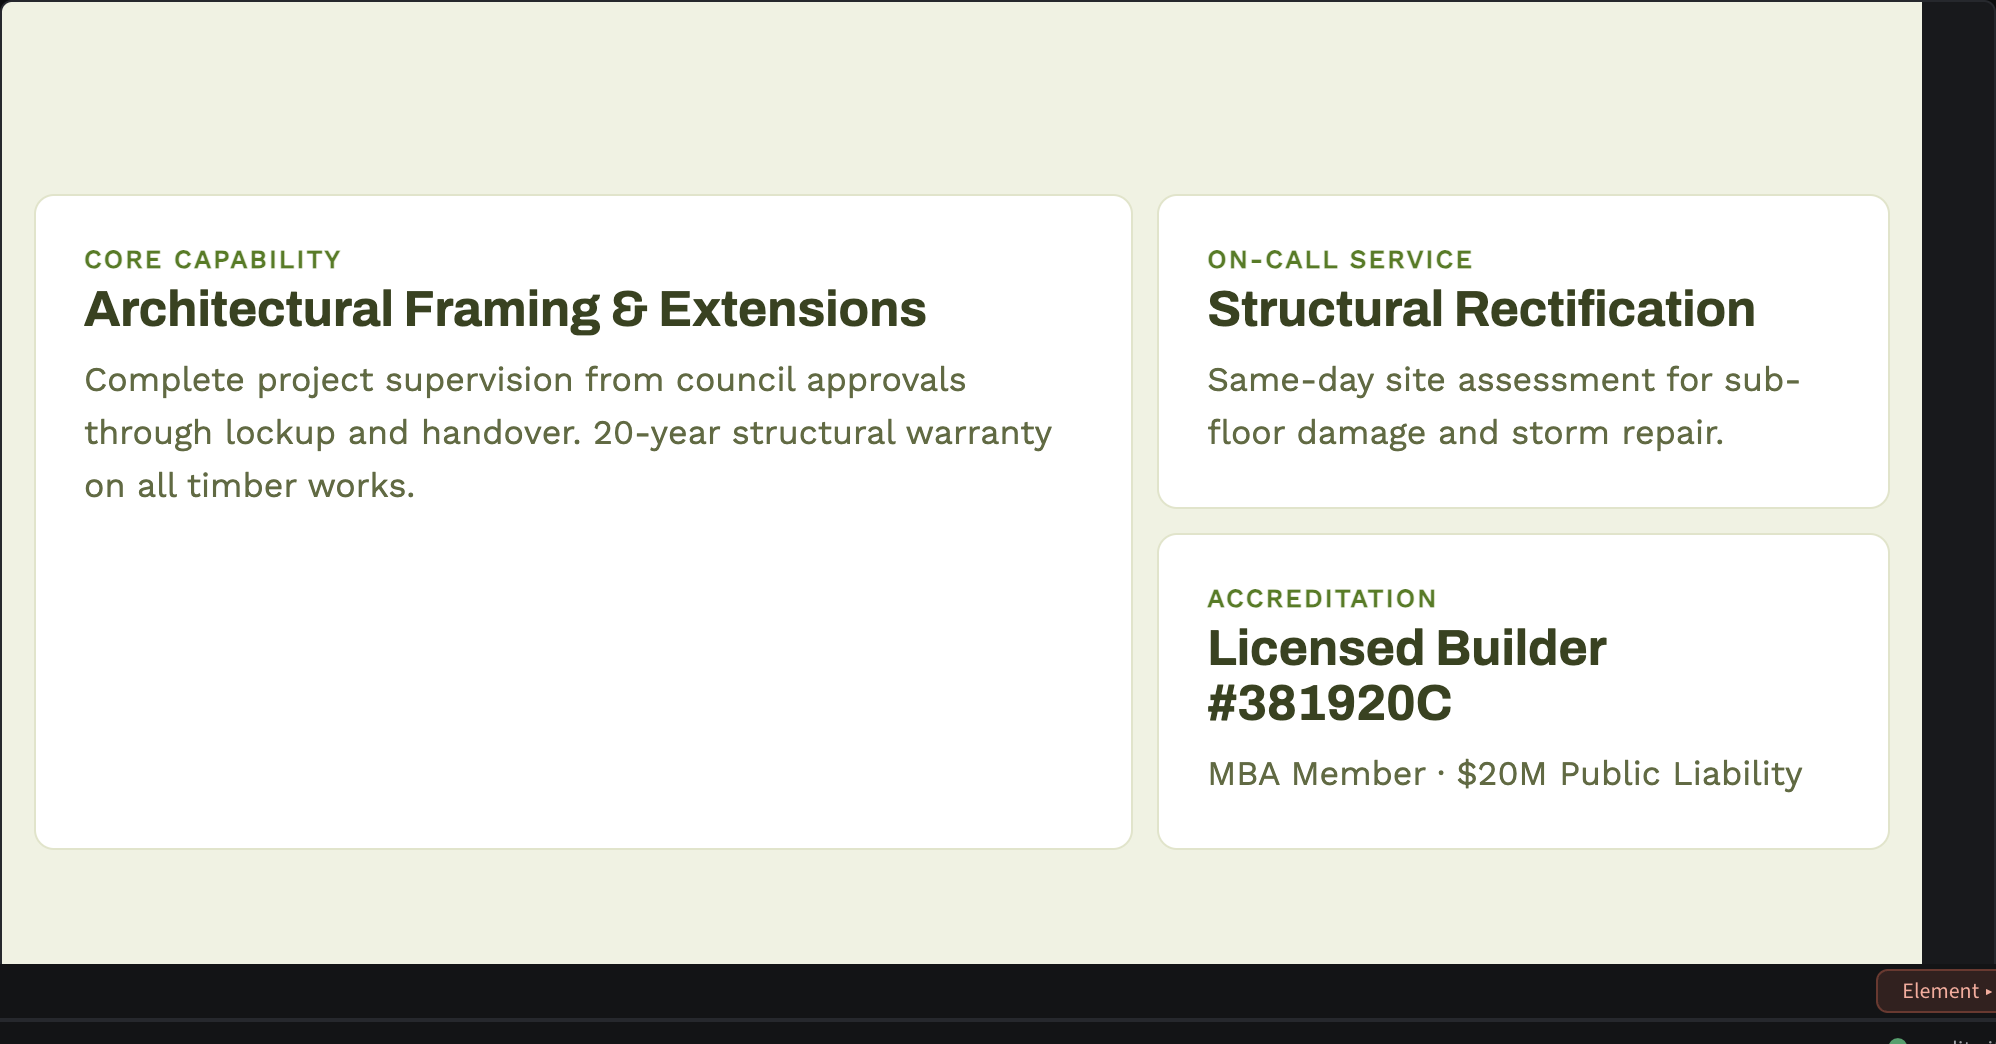 CORE CAPABILITY
Architectural Framing & Extensions
Complete project supervision from council approvals
through lockup and handover. 20-year structural warranty
on all timber works.
ON-CALL SERVICE
Structural Rectification
Same-day site assessment for sub-
floor damage and storm repair.
ACCREDITATION
Licensed Builder
#381920C
MBA Member · $20M Public Liability
Element ▸